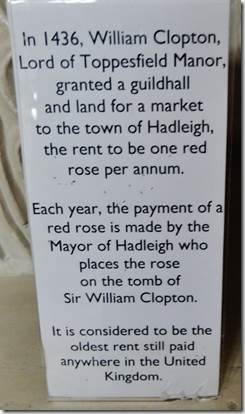 In 1436, William Clopton,
Lord of Toppesfield Manor,
granted a guildhall
and land for a market
to the town of Hadleigh,
the rent to be one red
rose per annum.
Each year, the payment of a
red rose is made by the
Mayor of Hadleigh who
places the rose
on the tomb of
Sir William Clopton.
It is considered to be the
oldest rent still paid
anywhere in the United
Kingdom.